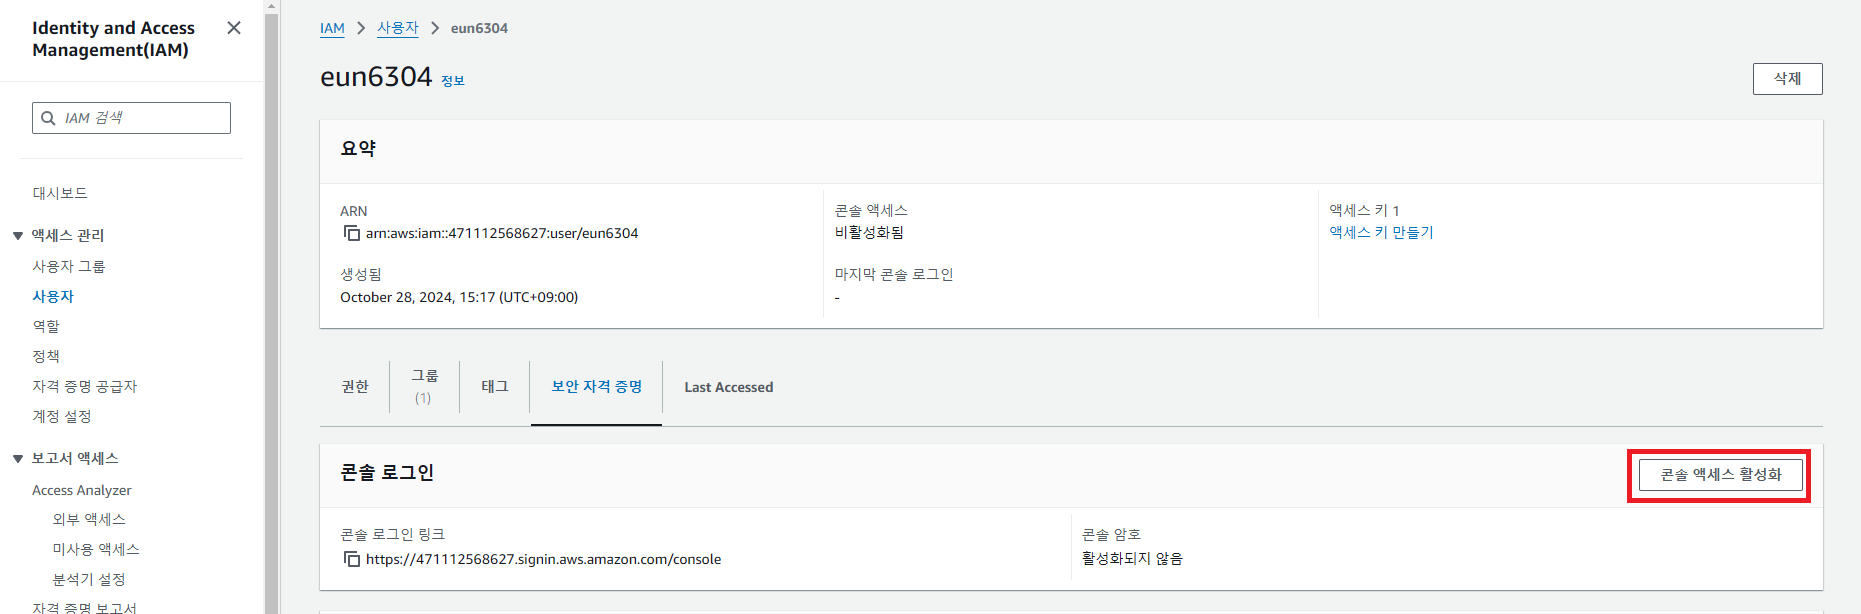 Identity and Access
Management(IAM)
IAM 검색
대시보드
액세스 관리
사용자 그룹
사용자
역할
정책
자격 증명 공급자
계정 설정
보고서 액세스
Access Analyzer
외부 액세스
미사용 액세스
분석기 설정
자격 증명 보고서
IAM > 사용자 > eun6304
eun6304 정보
삭제
요약
ARN
arn:aws:iam::471112568627:user/eun6304
생성됨
October 28, 2024, 15:17 (UTC+09:00)
콘솔 액세스
비활성화됨
마지막 콘솔 로그인
-
액세스 키 1
액세스 키 만들기
권한
그룹
(1)
태그
보안 자격 증명
Last Accessed
콘솔 로그인
콘솔 액세스 활성화
콘솔 로그인 링크
https://471112568627.signin.aws.amazon.com/console
콘솔 암호
활성화되지 않음